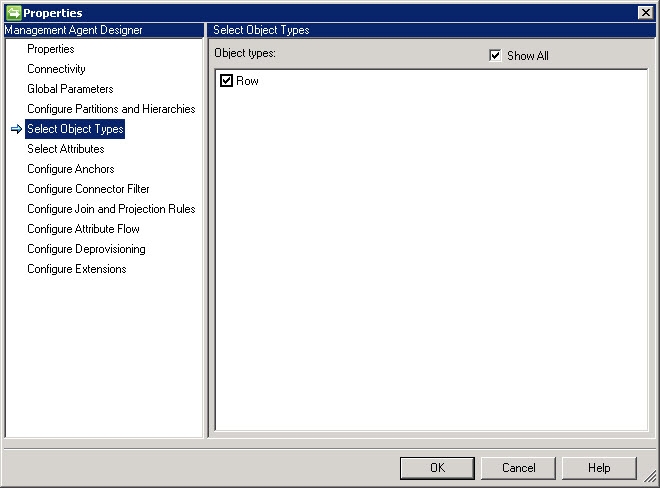 Properties
Management Agent Designer
Select Object Types
Properties
Connectivity
Global Parameters
Configure Partitions and Hierarchies
Select Object Types
Select Attributes
Configure Anchors
Configure Connector Filter
Configure Join and Projection Rules
Configure Attribute Flow
Configure Deprovisioning
Configure Extensions
Object types:
Show All
Row
OK
Cancel
Help